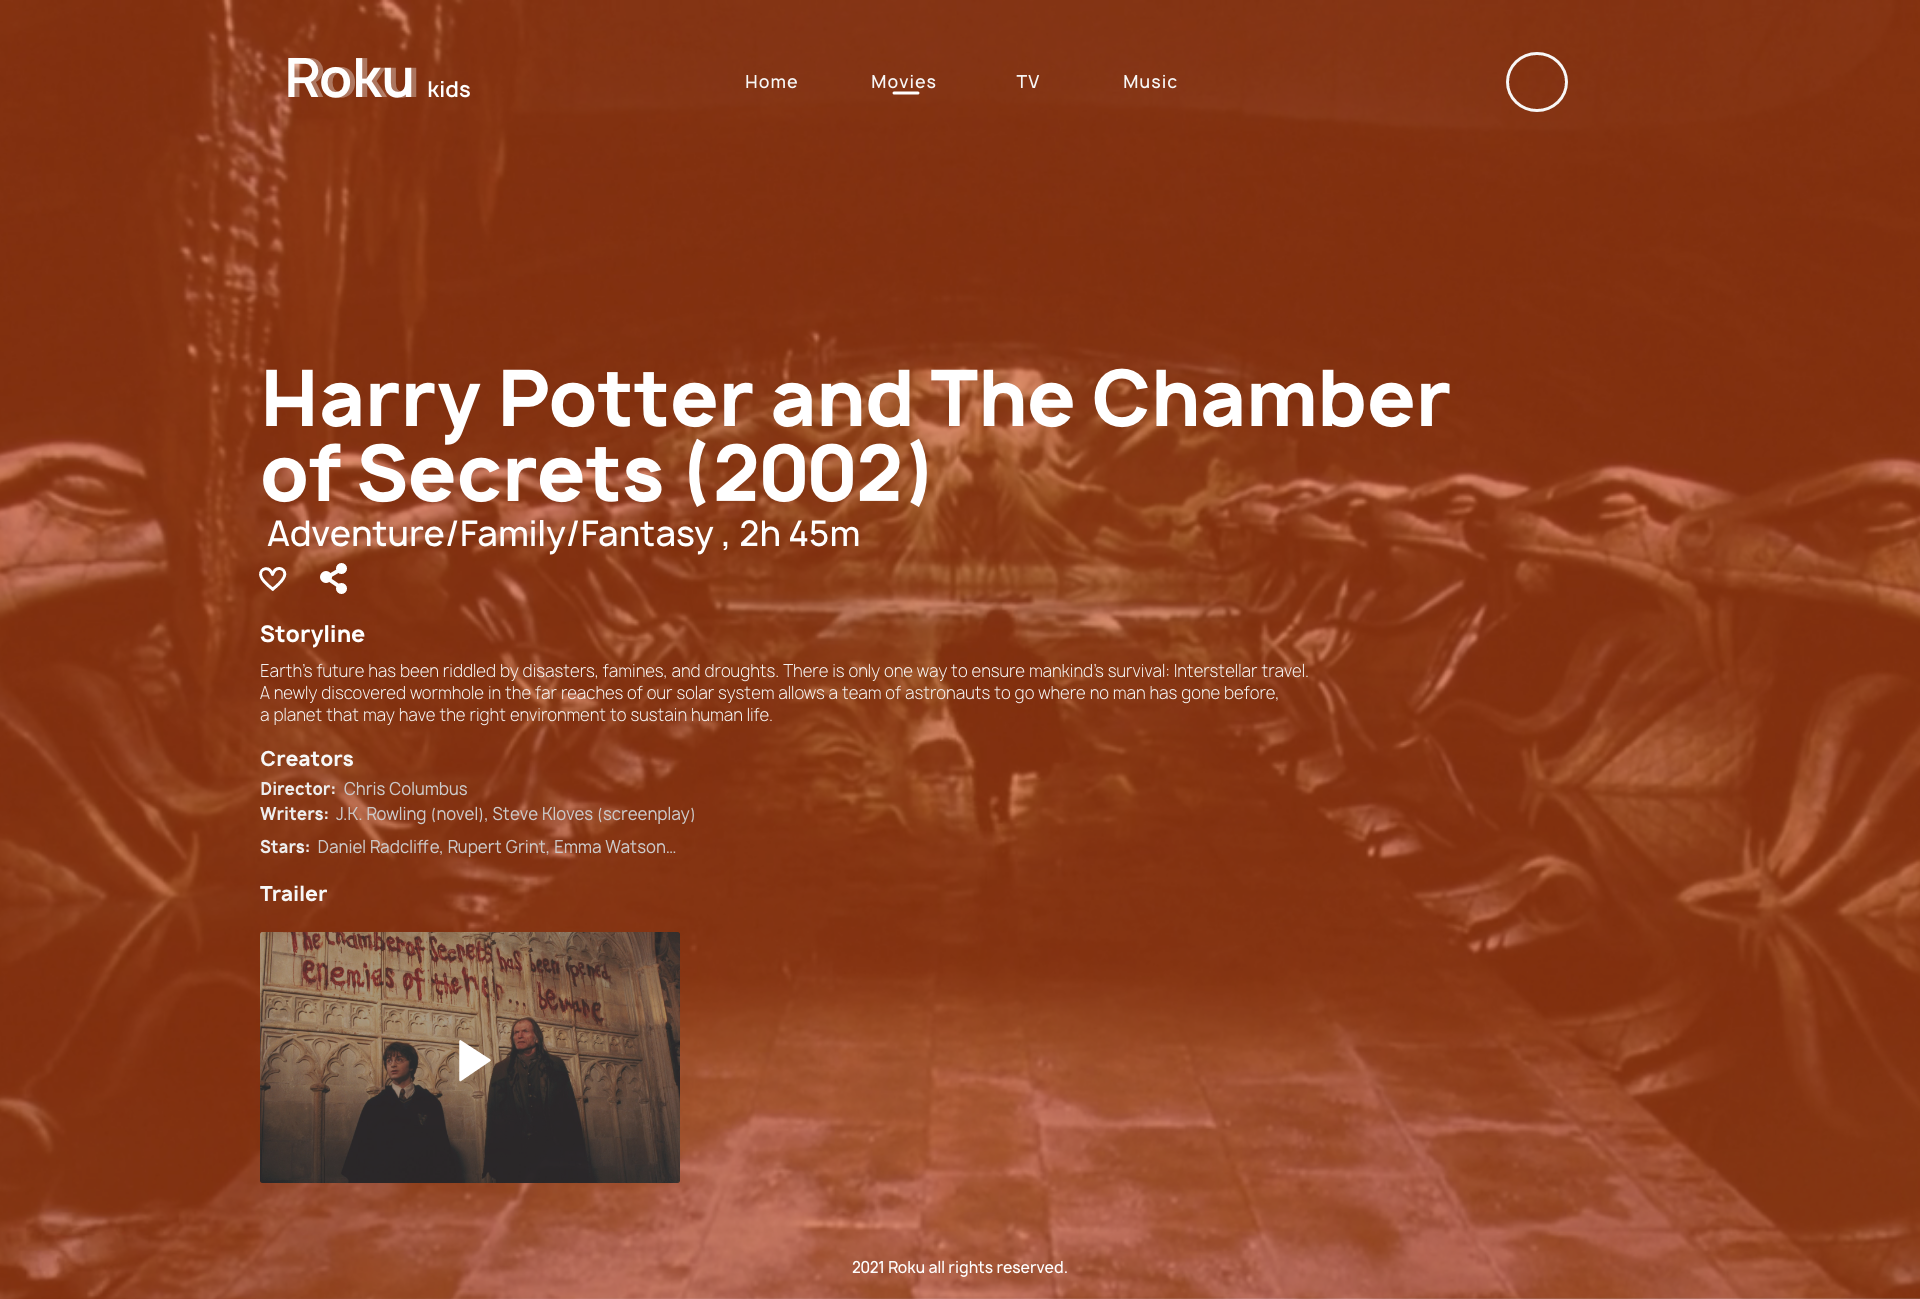 Roku kids
Home Movies TV Music
Harry Potter and The Chamber
of Secrets (2002)
Adventure/Family/Fantasy , 2h 45m
Storyline
Earth's future has been riddled by disasters, famines, and droughts. There is only one way to ensure mankind's survival: Interstellar travel.
A newly discovered wormhole in the far reaches of our solar system allows a team of astronauts to go where no man has gone before,
a planet that may have the right environment to sustain human life.
Creators
Director: Chris Columbus
Writers: J.K. Rowling (novel), Steve Kloves (screenplay)
Stars: Daniel Radcliffe, Rupert Grint, Emma Watson...
Trailer
The Chamber of Secrets has been opened
enemies of the heir... beware
2021 Roku all rights reserved.